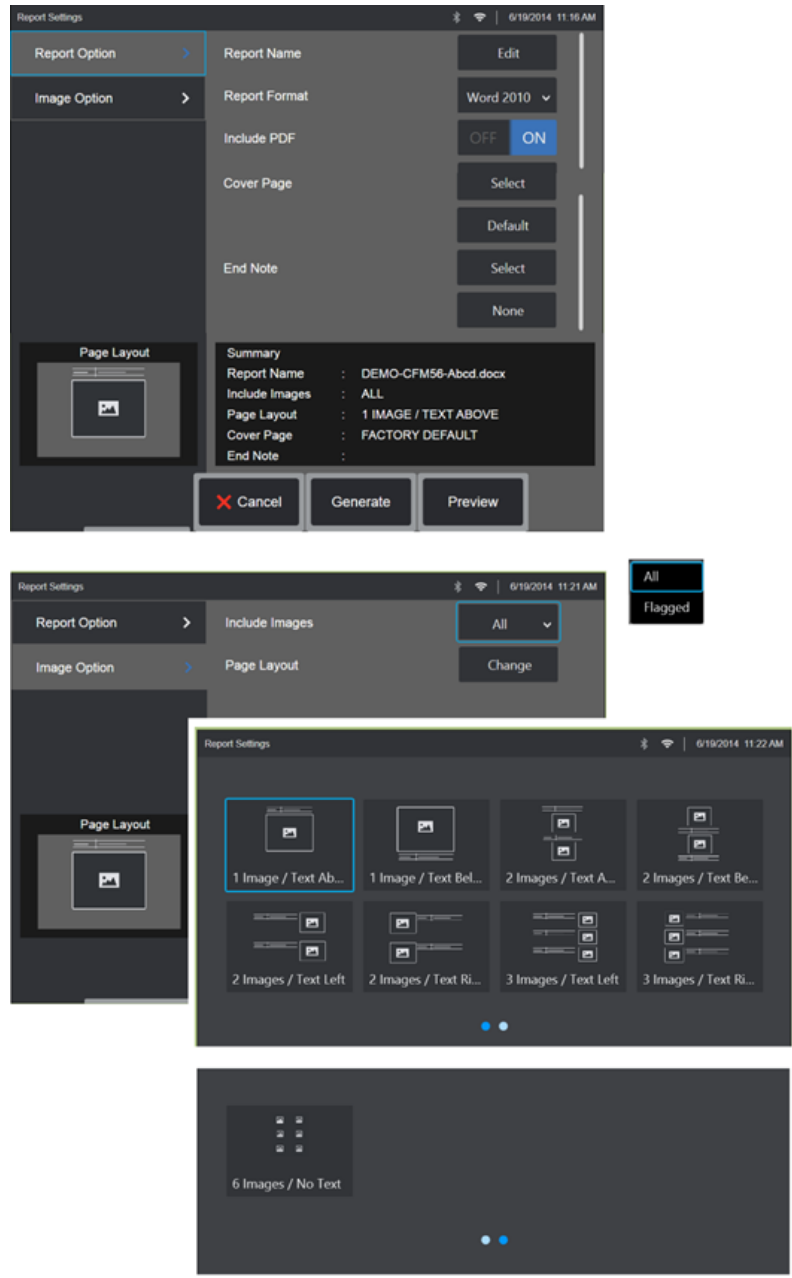 Report Settings 6/19/2014 11:16 AM
Report Option
Image Option
Report Name Edit
Report Format Word 2010
Include PDF OFF ON
Cover Page Select
Default
End Note Select
None
Page Layout
Summary
Report Name : DEMO-CFM56-Abcd.docx
Include Images : ALL
Page Layout : 1 IMAGE / TEXT ABOVE
Cover Page : FACTORY DEFAULT
End Note :
Cancel Generate Preview
Report Settings 6/19/2014 11:21 AM
Report Option
Image Option
Include Images All
Page Layout Change
All
Flagged
Page Layout
Report Settings 6/19/2014 11:22 AM
1 Image / Text Ab... 1 Image / Text Bel... 2 Images / Text A... 2 Images / Text Be...
2 Images / Text Left 2 Images / Text Ri... 3 Images / Text Left 3 Images / Text Ri...
6 Images / No Text